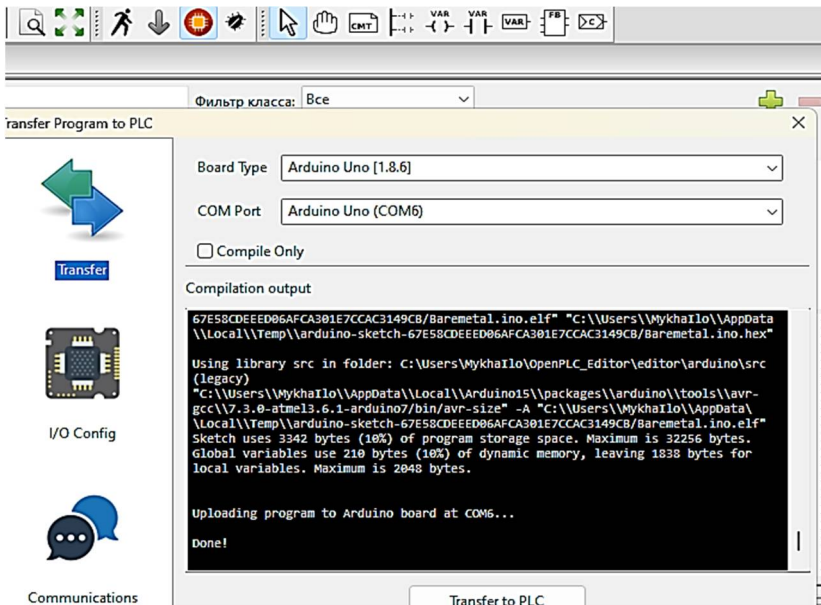 CMT
VAR
VAR
VAR
FB
Фильтр класса: Все
Transfer Program to PLC
Board Type Arduino Uno [1.8.6]
COM Port Arduino Uno (COM6)
Compile Only
Transfer
Compilation output
67E58CDEEED06AFCA301E7CCAC3149CB/Baremetal.ino.elf" "C:\\Users\\MykhaIlo\\AppData
\\Local\\Temp\\arduino-sketch-67E58CDEEED06AFCA301E7CCAC3149CB/Baremetal.ino.hex"
Using library src in folder: C:\Users\MykhaIlo\OpenPLC_Editor\editor\arduino\src
(legacy)
"C:\\Users\\MykhaIlo\\AppData\\Local\\Arduino15\\packages\\arduino\\tools\\avr-
gcc\\7.3.0-atmel3.6.1-arduino7/bin/avr-size" -A "C:\\Users\\MykhaIlo\\AppData\
\Local\\Temp\\arduino-sketch-67E58CDEEED06AFCA301E7CCAC3149CB/Baremetal.ino.elf"
Sketch uses 3342 bytes (10%) of program storage space. Maximum is 32256 bytes.
Global variables use 210 bytes (10%) of dynamic memory, leaving 1838 bytes for
local variables. Maximum is 2048 bytes.
Uploading program to Arduino board at COM6...
Done!
I/O Config
Communications
Transfer to PLC